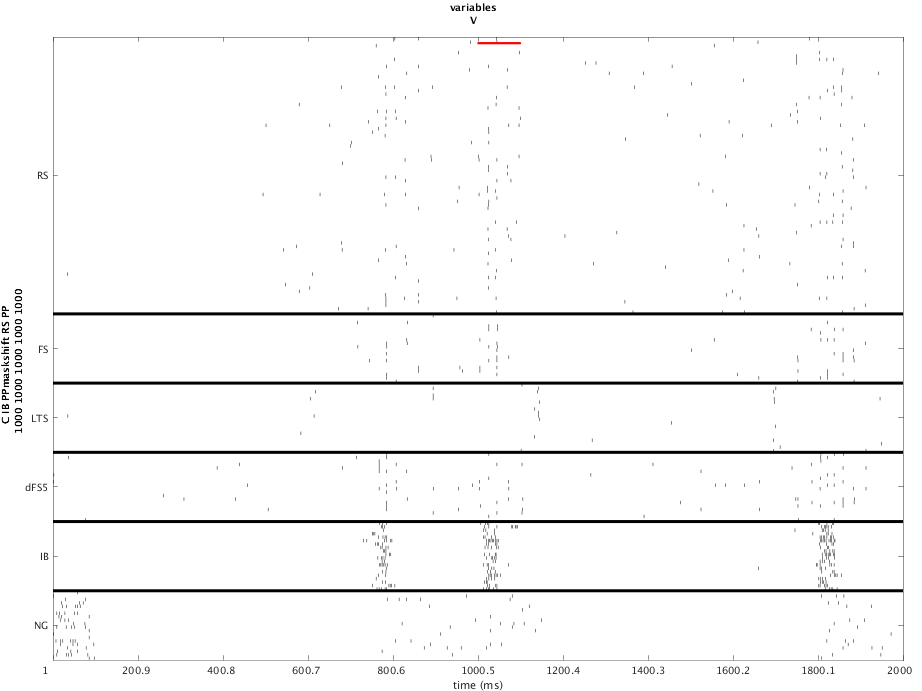 variables
V
C IB PPmaskshift RS PP
1000 1000 1000 1000 1000
RS
FS
LTS
dFS5
IB
NG
1 200.9 400.8 600.7 800.6 1000.5 1200.4 1400.3 1600.2 1800.1 2000
time (ms)